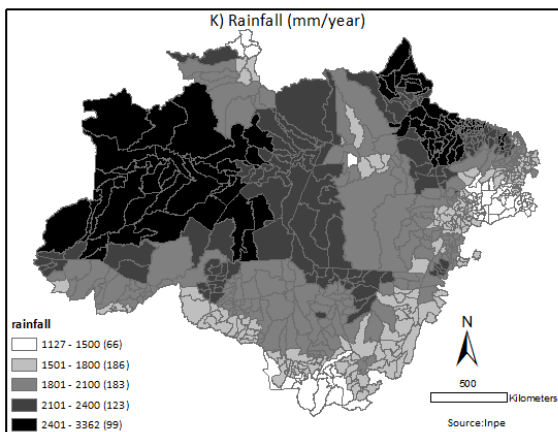 K) Rainfall (mm/year)
rainfall
1127 - 1500 (66)
1501 - 1800 (186)
1801 - 2100 (183)
2101 - 2400 (123)
2401 - 3362 (99)
N
500
Kilometers
Source:Inpe